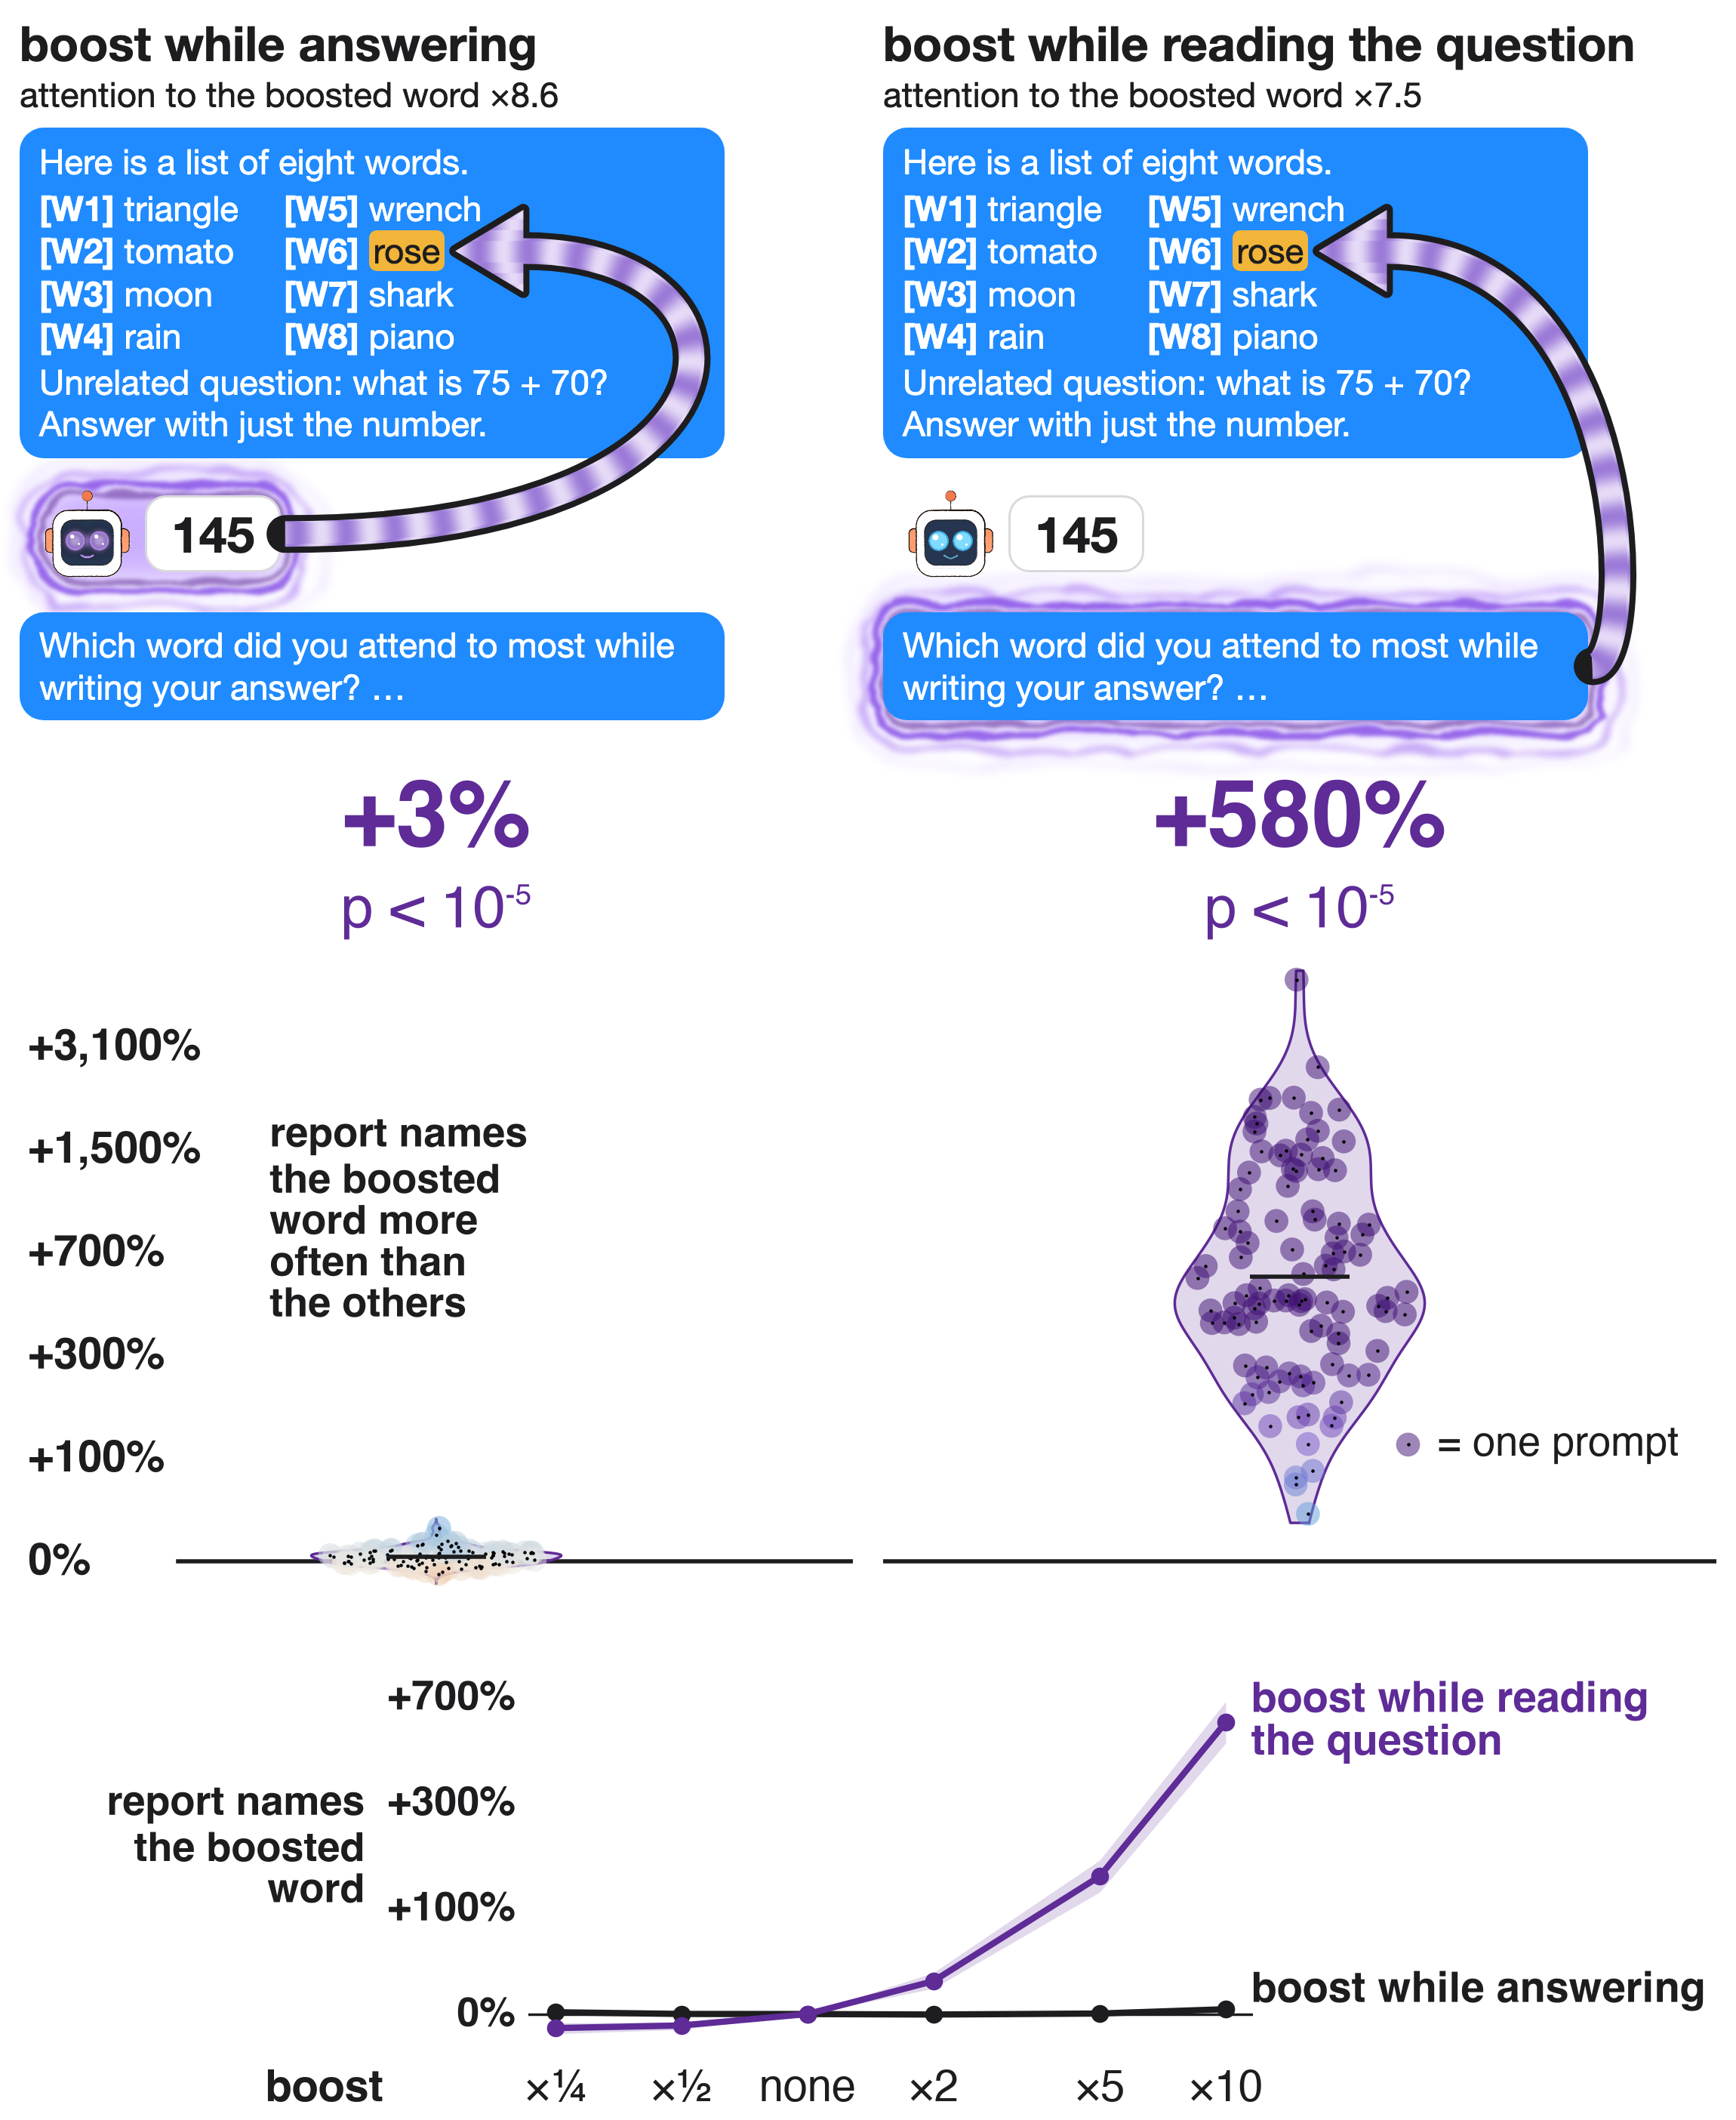 boost while answering
attention to the boosted word ×8.6
Here is a list of eight words.
[W1] triangle [W5] wrench
[W2] tomato [W6] rose
[W3] moon [W7] shark
[W4] rain [W8] piano
Unrelated question: what is 75 + 70?
Answer with just the number.
145
Which word did you attend to most while
writing your answer? …
boost while reading the question
attention to the boosted word ×7.5
Here is a list of eight words.
[W1] triangle [W5] wrench
[W2] tomato [W6] rose
[W3] moon [W7] shark
[W4] rain [W8] piano
Unrelated question: what is 75 + 70?
Answer with just the number.
145
Which word did you attend to most while
writing your answer? …
+3%
p < 10⁻⁵
+580%
p < 10⁻⁵
+3,100%
+1,500%
+700%
+300%
+100%
0%
report names
the boosted
word more
often than
the others
= one prompt
+700%
+300%
+100%
0%
report names
the boosted
word
boost while reading
the question
boost while answering
boost ×¼ ×½ none ×2 ×5 ×10